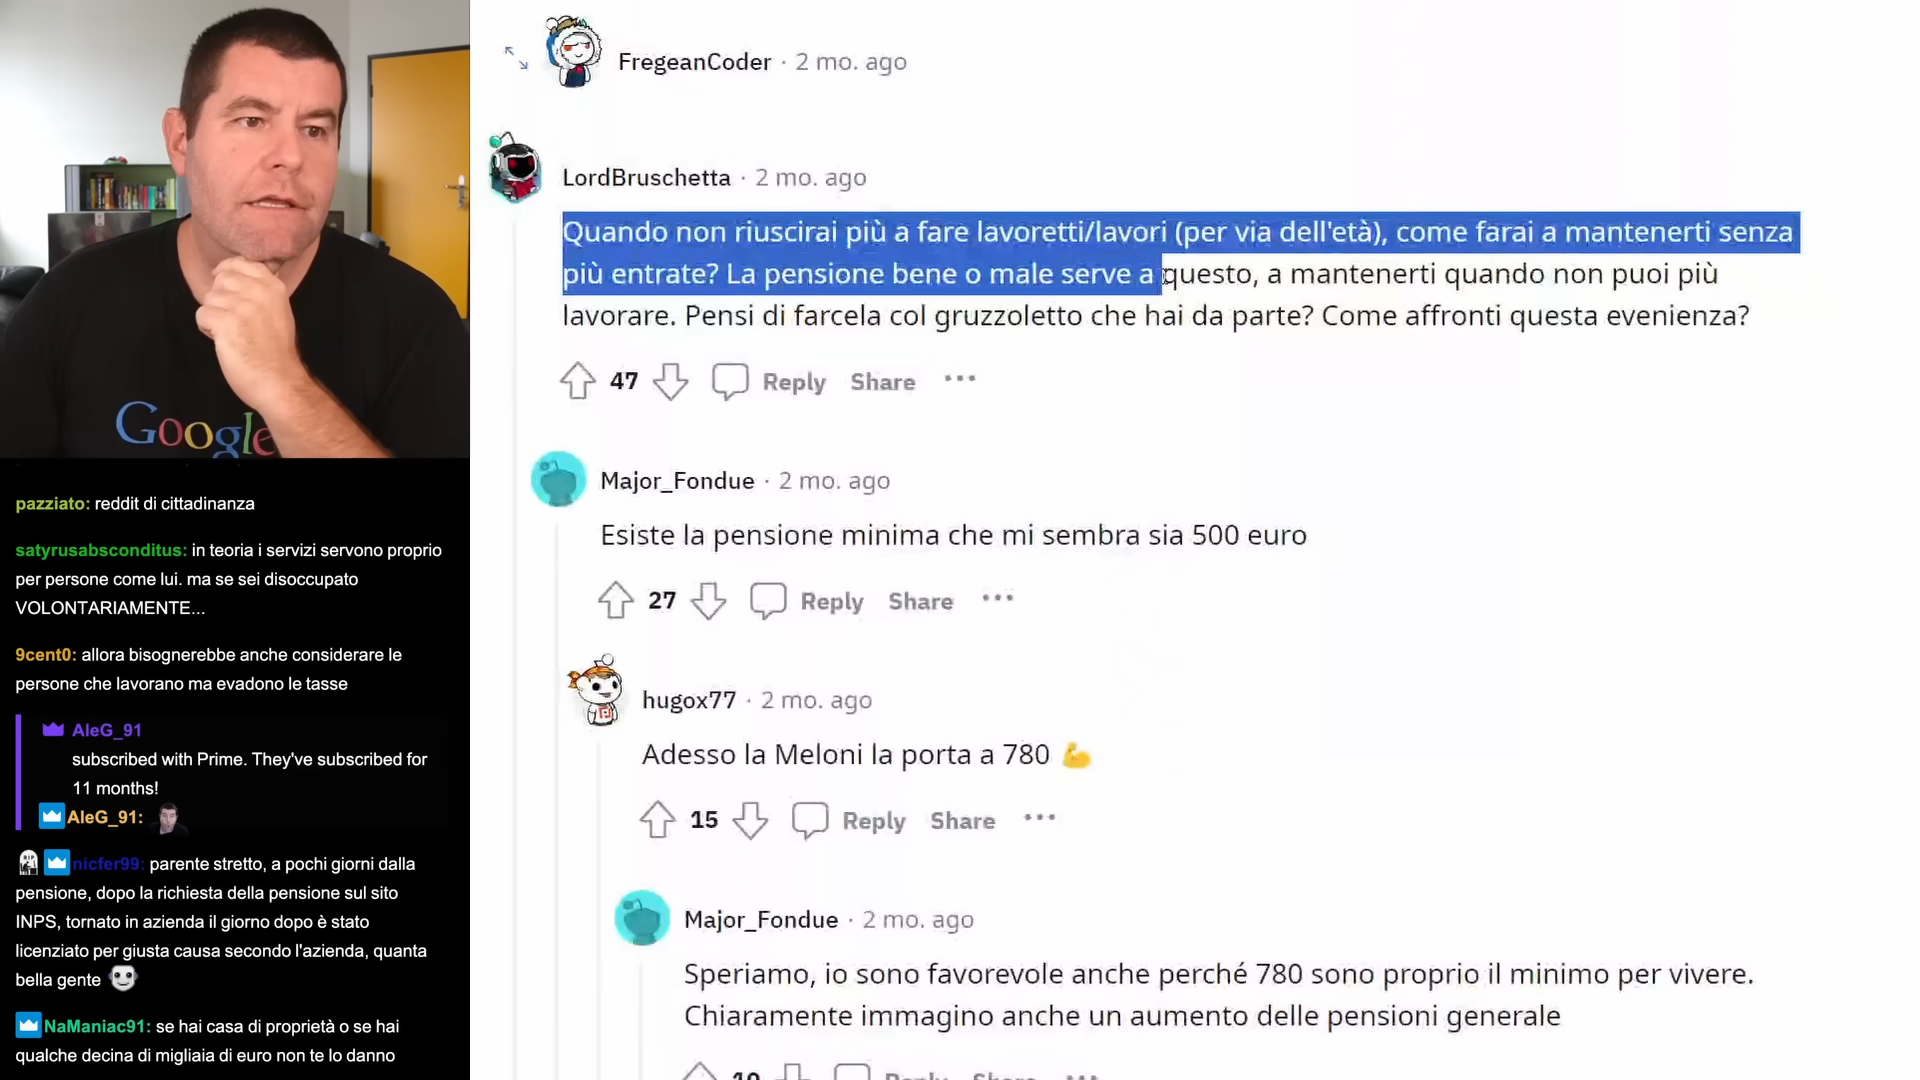 Google
pazziato: reddit di cittadinanza
satyrusabsconditus: in teoria i servizi servono proprio
per persone come lui. ma se sei disoccupato
VOLONTARIAMENTE...
9cent0: allora bisognerebbe anche considerare le
persone che lavorano ma evadono le tasse
AleG_91
subscribed with Prime. They've subscribed for
11 months!
AleG_91:
nicfer99: parente stretto, a pochi giorni dalla
pensione, dopo la richiesta della pensione sul sito
INPS, tornato in azienda il giorno dopo è stato
licenziato per giusta causa secondo l'azienda, quanta
bella gente
NaManiac91: se hai casa di proprietà o se hai
qualche decina di migliaia di euro non te lo danno
FregeanCoder · 2 mo. ago
LordBruschetta · 2 mo. ago
Quando non riuscirai più a fare lavoretti/lavori (per via dell'età), come farai a mantenerti senza
più entrate? La pensione bene o male serve a questo, a mantenerti quando non puoi più
lavorare. Pensi di farcela col gruzzoletto che hai da parte? Come affronti questa evenienza?
47 Reply Share ...
Major_Fondue · 2 mo. ago
Esiste la pensione minima che mi sembra sia 500 euro
27 Reply Share ...
hugox77 · 2 mo. ago
Adesso la Meloni la porta a 780 💪
15 Reply Share ...
Major_Fondue · 2 mo. ago
Speriamo, io sono favorevole anche perché 780 sono proprio il minimo per vivere.
Chiaramente immagino anche un aumento delle pensioni generale
Reply Share ...